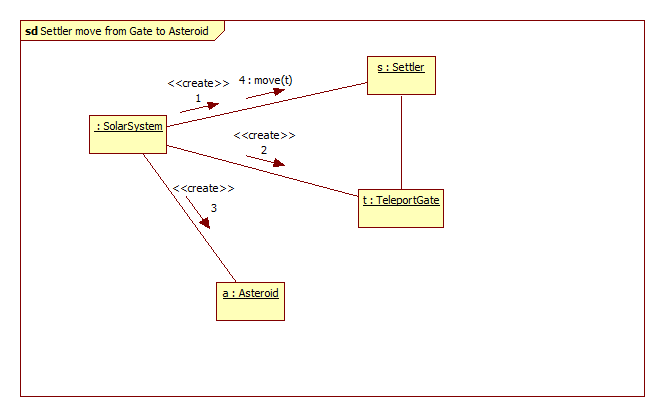 sd Settler move from Gate to Asteroid
s : Settler
<<create>>
1
4 : move(t)
: SolarSystem
<<create>>
2
<<create>>
3
t : TeleportGate
a : Asteroid